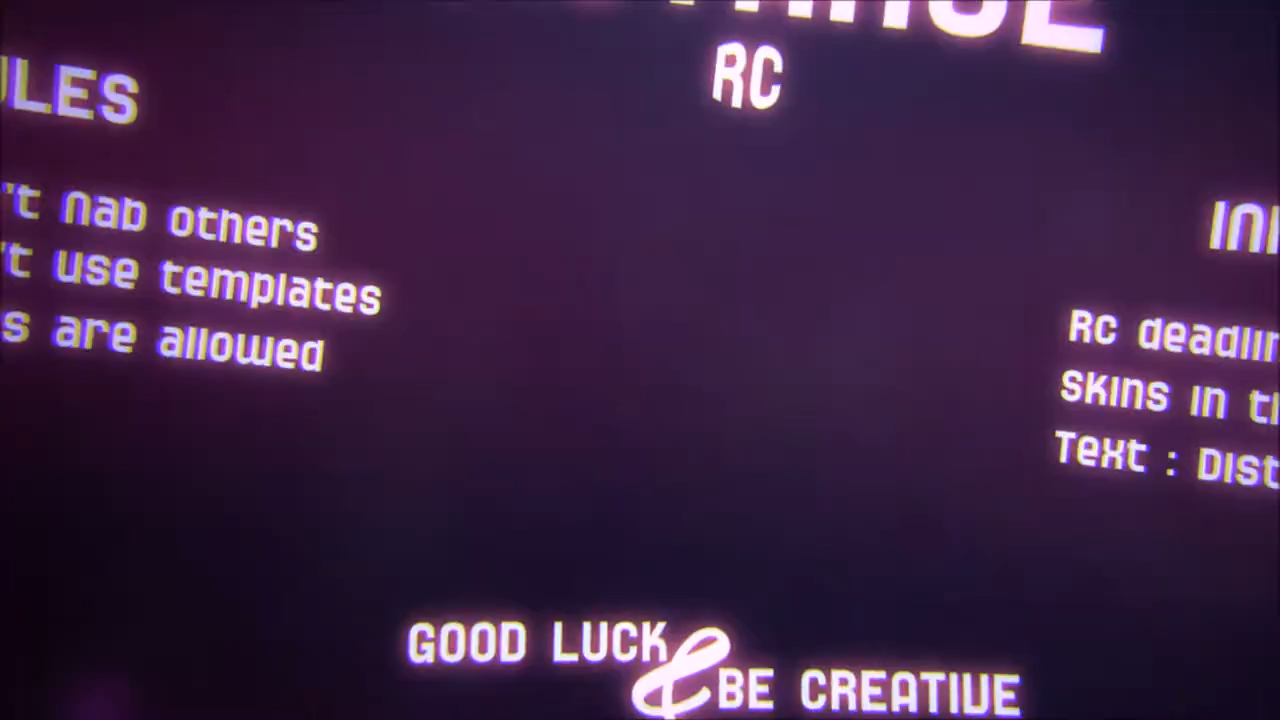 RC
ULES
't nab others
't use templates
s are allowed
INF
RC deadlin
Skins in th
Text : Dist
GOOD LUCK
& BE CREATIVE